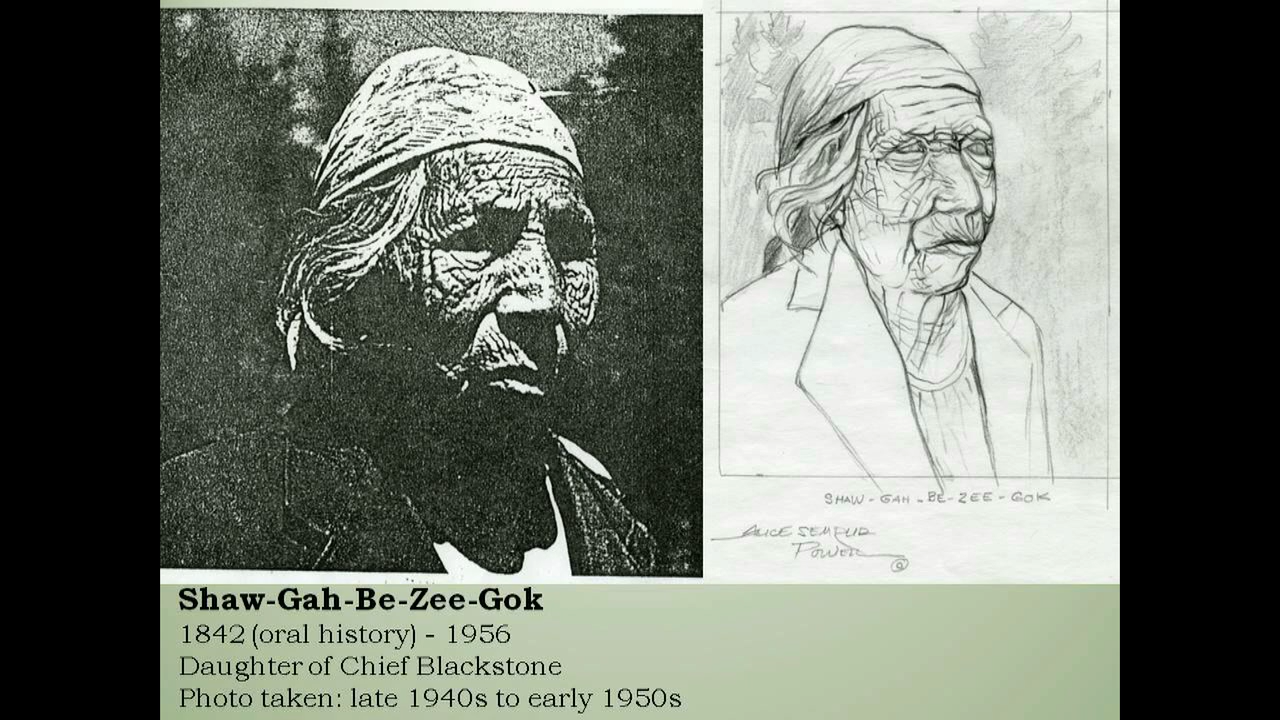 SHAW - GAH - BE - ZEE - GOK
ALICE
POWER
Shaw-Gah-Be-Zee-Gok
1842 (oral history) - 1956
Daughter of Chief Blackstone
Photo taken: late 1940s to early 1950s